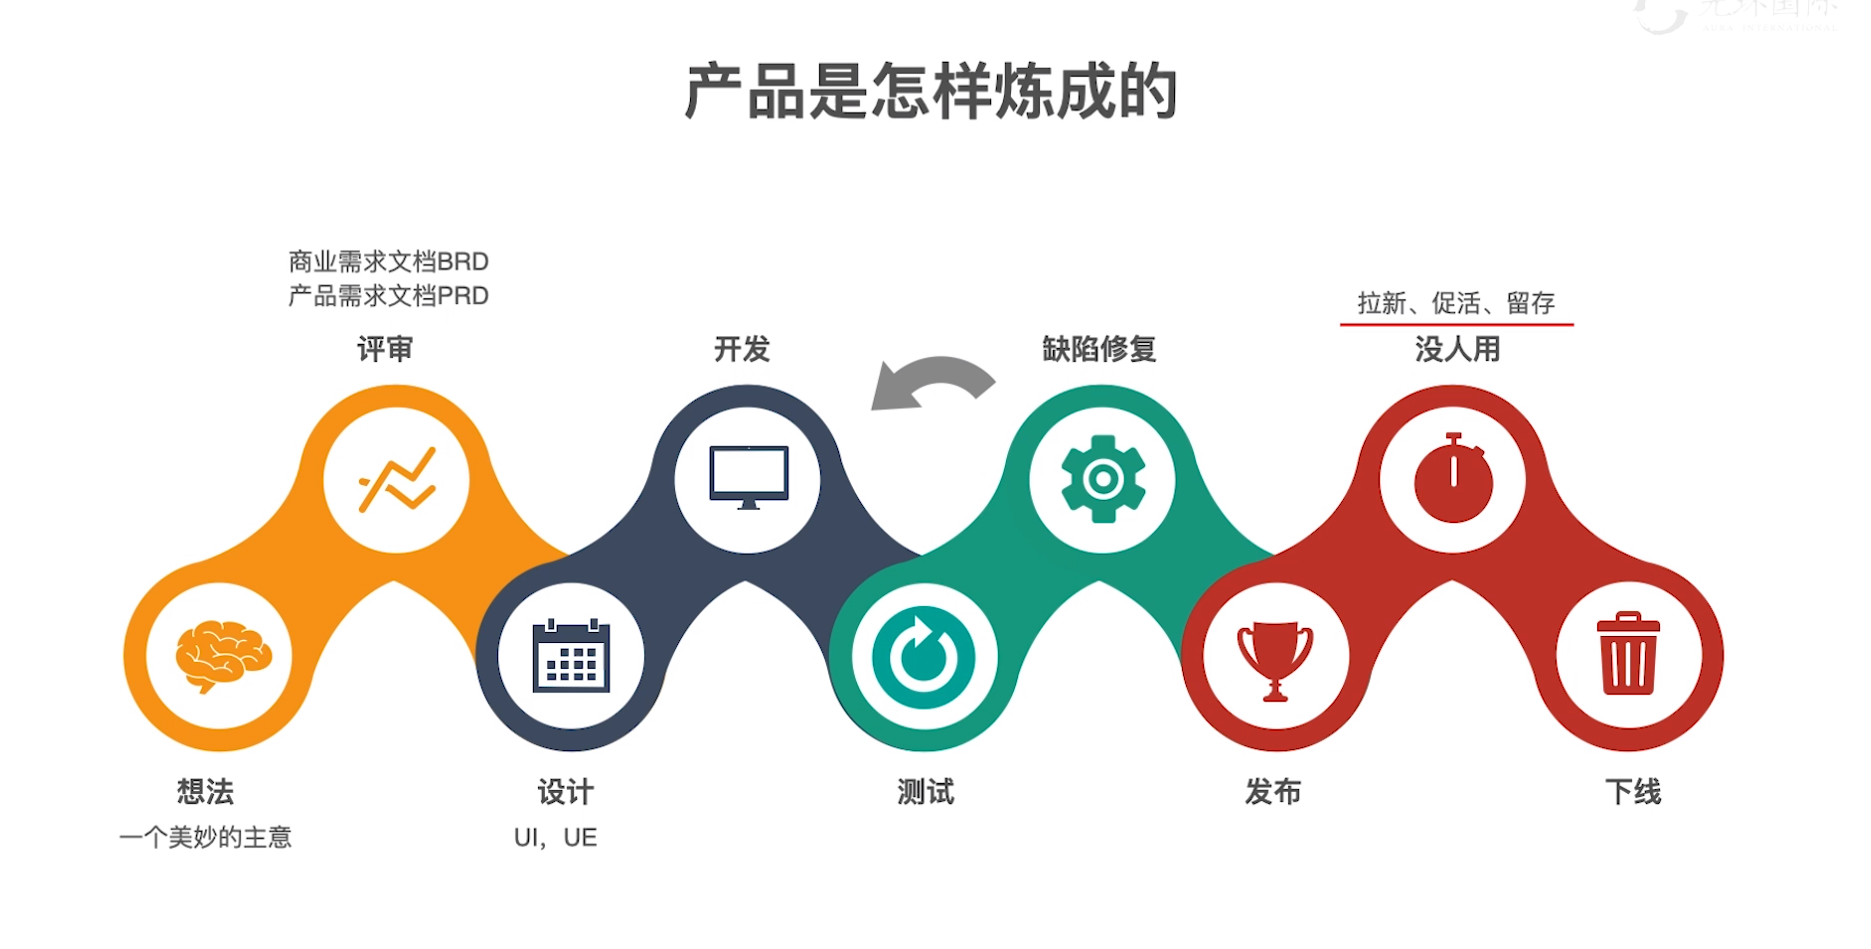 产品是怎样炼成的
商业需求文档BRD
产品需求文档PRD
评审
开发
缺陷修复
拉新、促活、留存
没人用
想法
一个美妙的主意
设计
UI，UE
测试
发布
下线